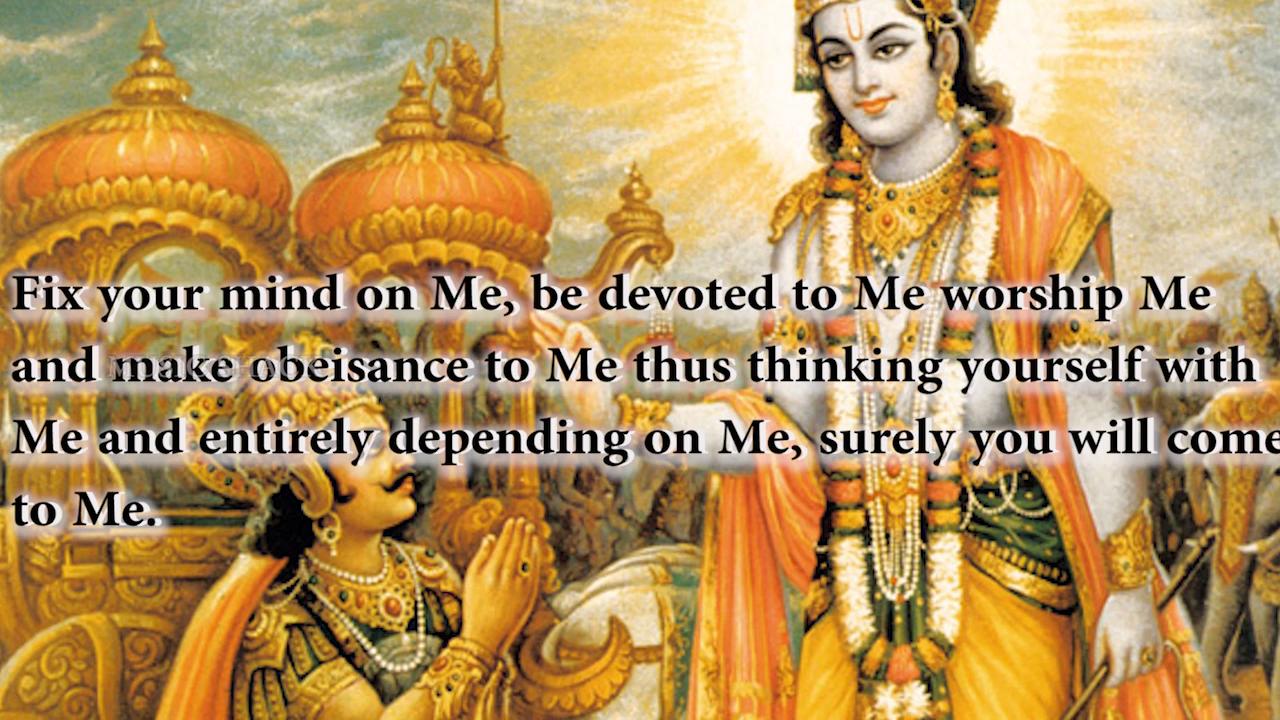 Fix your mind on Me, be devoted to Me worship Me
and make obeisance to Me thus thinking yourself with
Me and entirely depending on Me, surely you will come
to Me.